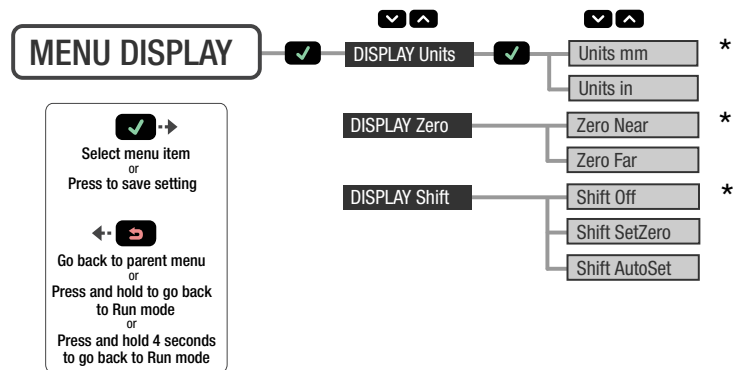 MENU DISPLAY
DISPLAY Units
Units mm
*
Units in
DISPLAY Zero
Zero Near
*
Zero Far
DISPLAY Shift
Shift Off
*
Shift SetZero
Shift AutoSet
Select menu item
or
Press to save setting
Go back to parent menu
or
Press and hold to go back
to Run mode
or
Press and hold 4 seconds
to go back to Run mode